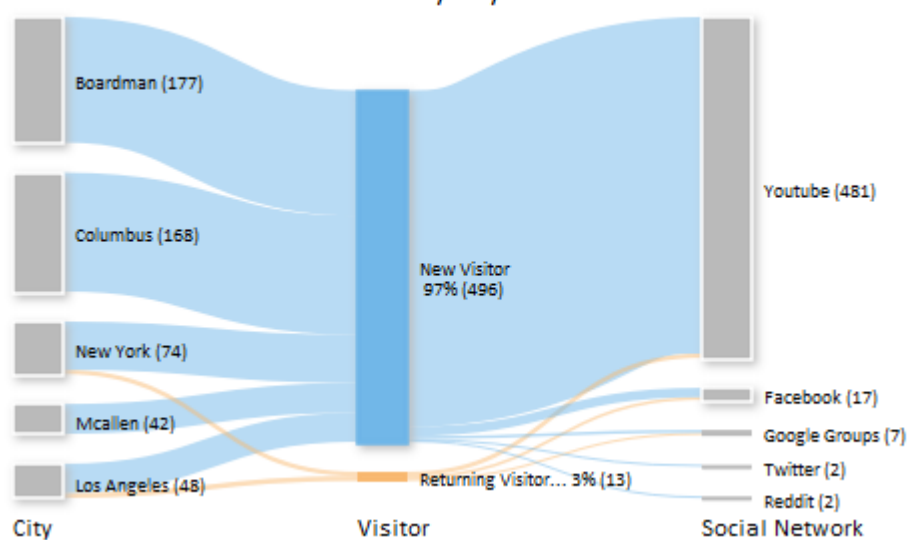 Boardman (177)
Columbus (168)
New York (74)
Mcallen (42)
Los Angeles (48)
New Visitor
97% (496)
Returning Visitor... 3% (13)
Youtube (481)
Facebook (17)
Google Groups (7)
Twitter (2)
Reddit (2)
City
Visitor
Social Network